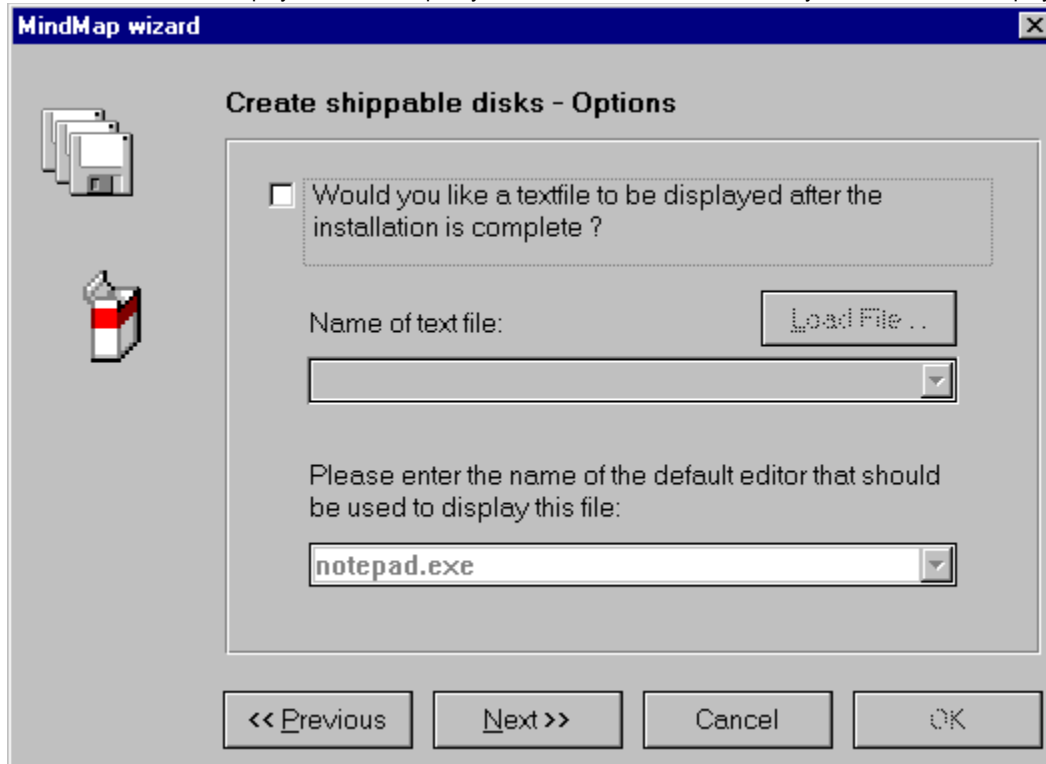 MindMap wizard
Create shippable disks - Options
Would you like a textfile to be displayed after the
installation is complete ?
Name of text file:
Load File . .
Please enter the name of the default editor that should
be used to display this file:
notepad.exe
<< Previous
Next >>
Cancel
OK